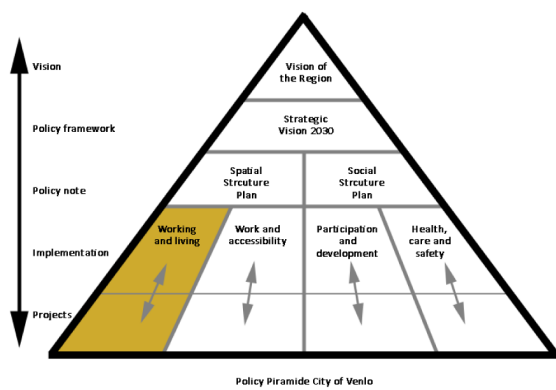 Vision
Vision of
the Region
Policy framework
Strategic
Vision 2030
Policy note
Spatial
Strcuture
Plan
Social
Strcuture
Plan
Implementation
Working
and living
Work and
accessibility
Participation
and
development
Health,
care and
safety
Projects
Policy Piramide City of Venlo